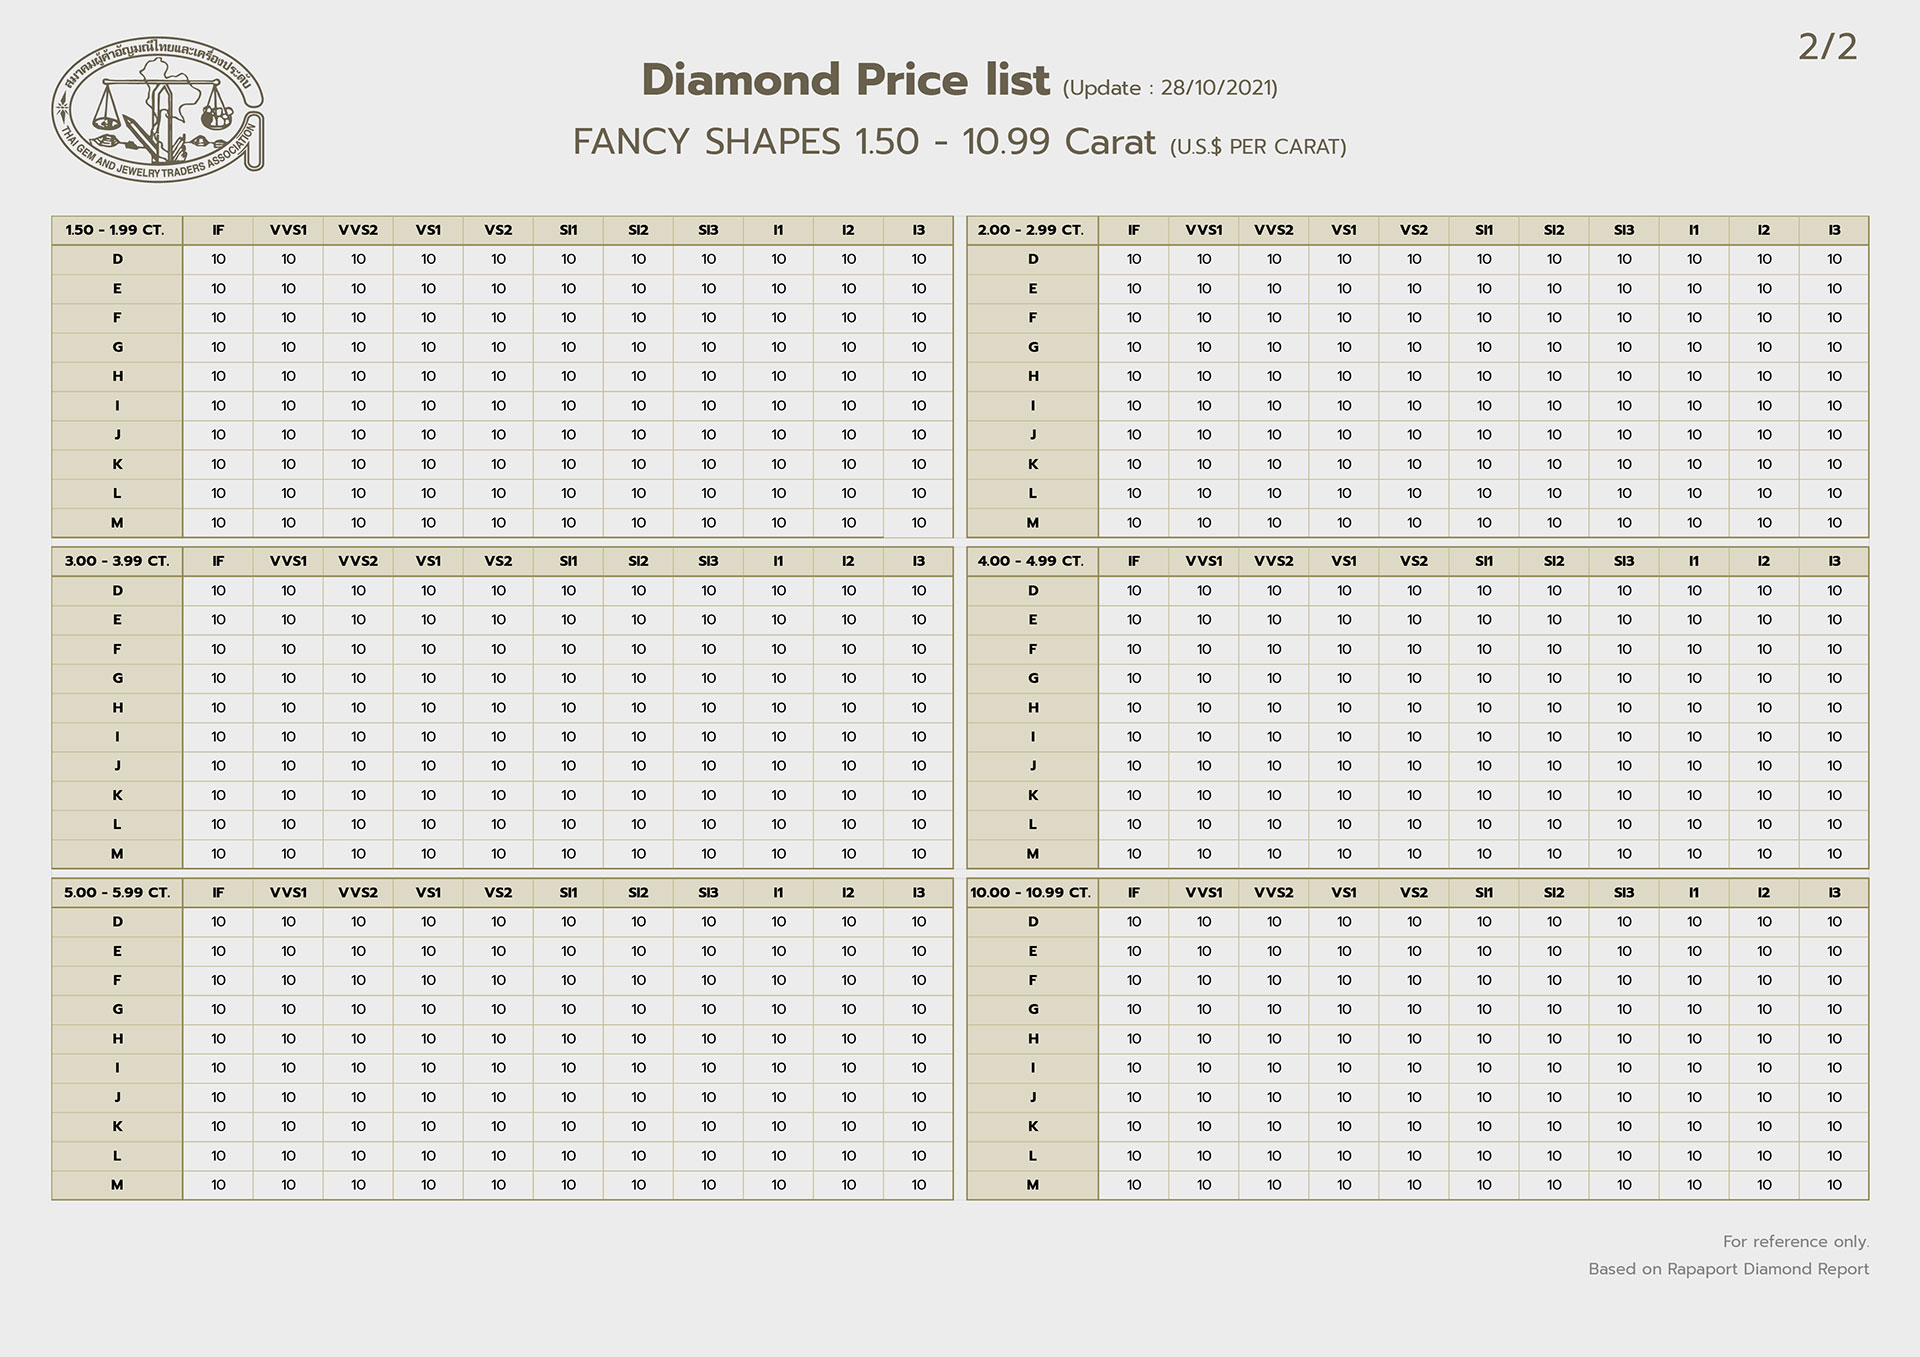 สมาคมผู้ค้าอัญมณีไทยและเครื่องประดับ
THAI GEM AND JEWELRY TRADERS ASSOCIATION
2/2
Diamond Price list (Update : 28/10/2021)
FANCY SHAPES 1.50 - 10.99 Carat (U.S.$ PER CARAT)
1.50 - 1.99 CT. IF VVS1 VVS2 VS1 VS2 SI1 SI2 SI3 I1 I2 I3
D 10 10 10 10 10 10 10 10 10 10 10
E 10 10 10 10 10 10 10 10 10 10 10
F 10 10 10 10 10 10 10 10 10 10 10
G 10 10 10 10 10 10 10 10 10 10 10
H 10 10 10 10 10 10 10 10 10 10 10
I 10 10 10 10 10 10 10 10 10 10 10
J 10 10 10 10 10 10 10 10 10 10 10
K 10 10 10 10 10 10 10 10 10 10 10
L 10 10 10 10 10 10 10 10 10 10 10
M 10 10 10 10 10 10 10 10 10 10 10
2.00 - 2.99 CT. IF VVS1 VVS2 VS1 VS2 SI1 SI2 SI3 I1 I2 I3
D 10 10 10 10 10 10 10 10 10 10 10
E 10 10 10 10 10 10 10 10 10 10 10
F 10 10 10 10 10 10 10 10 10 10 10
G 10 10 10 10 10 10 10 10 10 10 10
H 10 10 10 10 10 10 10 10 10 10 10
I 10 10 10 10 10 10 10 10 10 10 10
J 10 10 10 10 10 10 10 10 10 10 10
K 10 10 10 10 10 10 10 10 10 10 10
L 10 10 10 10 10 10 10 10 10 10 10
M 10 10 10 10 10 10 10 10 10 10 10
3.00 - 3.99 CT. IF VVS1 VVS2 VS1 VS2 SI1 SI2 SI3 I1 I2 I3
D 10 10 10 10 10 10 10 10 10 10 10
E 10 10 10 10 10 10 10 10 10 10 10
F 10 10 10 10 10 10 10 10 10 10 10
G 10 10 10 10 10 10 10 10 10 10 10
H 10 10 10 10 10 10 10 10 10 10 10
I 10 10 10 10 10 10 10 10 10 10 10
J 10 10 10 10 10 10 10 10 10 10 10
K 10 10 10 10 10 10 10 10 10 10 10
L 10 10 10 10 10 10 10 10 10 10 10
M 10 10 10 10 10 10 10 10 10 10 10
4.00 - 4.99 CT. IF VVS1 VVS2 VS1 VS2 SI1 SI2 SI3 I1 I2 I3
D 10 10 10 10 10 10 10 10 10 10 10
E 10 10 10 10 10 10 10 10 10 10 10
F 10 10 10 10 10 10 10 10 10 10 10
G 10 10 10 10 10 10 10 10 10 10 10
H 10 10 10 10 10 10 10 10 10 10 10
I 10 10 10 10 10 10 10 10 10 10 10
J 10 10 10 10 10 10 10 10 10 10 10
K 10 10 10 10 10 10 10 10 10 10 10
L 10 10 10 10 10 10 10 10 10 10 10
M 10 10 10 10 10 10 10 10 10 10 10
5.00 - 5.99 CT. IF VVS1 VVS2 VS1 VS2 SI1 SI2 SI3 I1 I2 I3
D 10 10 10 10 10 10 10 10 10 10 10
E 10 10 10 10 10 10 10 10 10 10 10
F 10 10 10 10 10 10 10 10 10 10 10
G 10 10 10 10 10 10 10 10 10 10 10
H 10 10 10 10 10 10 10 10 10 10 10
I 10 10 10 10 10 10 10 10 10 10 10
J 10 10 10 10 10 10 10 10 10 10 10
K 10 10 10 10 10 10 10 10 10 10 10
L 10 10 10 10 10 10 10 10 10 10 10
M 10 10 10 10 10 10 10 10 10 10 10
10.00 - 10.99 CT. IF VVS1 VVS2 VS1 VS2 SI1 SI2 SI3 I1 I2 I3
D 10 10 10 10 10 10 10 10 10 10 10
E 10 10 10 10 10 10 10 10 10 10 10
F 10 10 10 10 10 10 10 10 10 10 10
G 10 10 10 10 10 10 10 10 10 10 10
H 10 10 10 10 10 10 10 10 10 10 10
I 10 10 10 10 10 10 10 10 10 10 10
J 10 10 10 10 10 10 10 10 10 10 10
K 10 10 10 10 10 10 10 10 10 10 10
L 10 10 10 10 10 10 10 10 10 10 10
M 10 10 10 10 10 10 10 10 10 10 10
For reference only.
Based on Rapaport Diamond Report